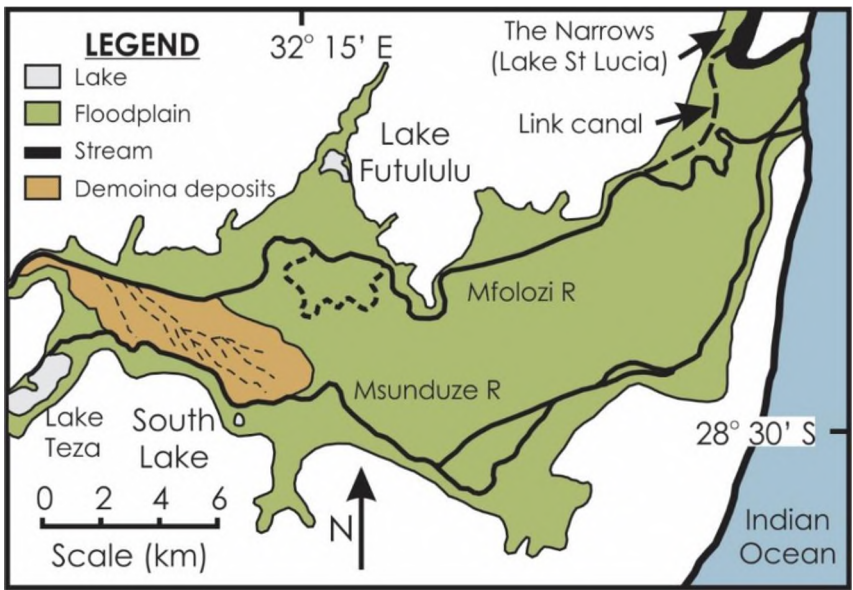 LEGEND
Lake
Floodplain
Stream
Demoina deposits
32° 15’ E
The Narrows
(Lake St Lucia)
Link canal
Lake
Futululu
Mfolozi R
Msunduze R
Lake
Teza
South
Lake
28° 30’ S
0 2 4 6
Scale (km)
N
Indian
Ocean